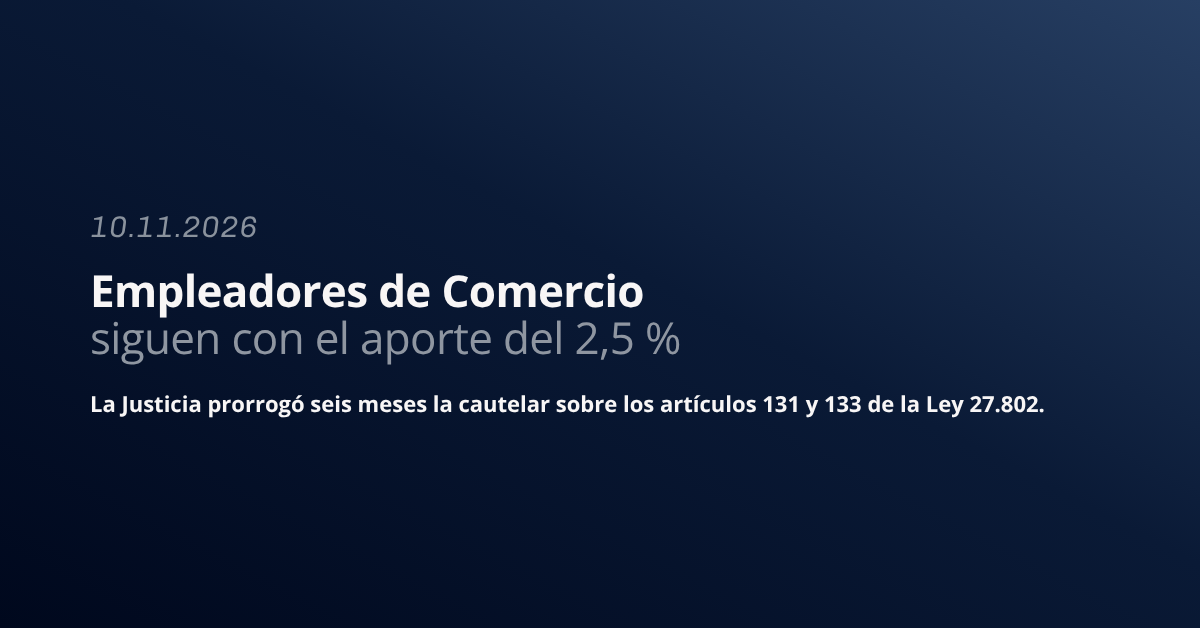 10.11.2026
Empleadores de Comercio
siguen con el aporte del 2,5 %
La Justicia prorrogó seis meses la cautelar sobre los artículos 131 y 133 de la Ley 27.802.